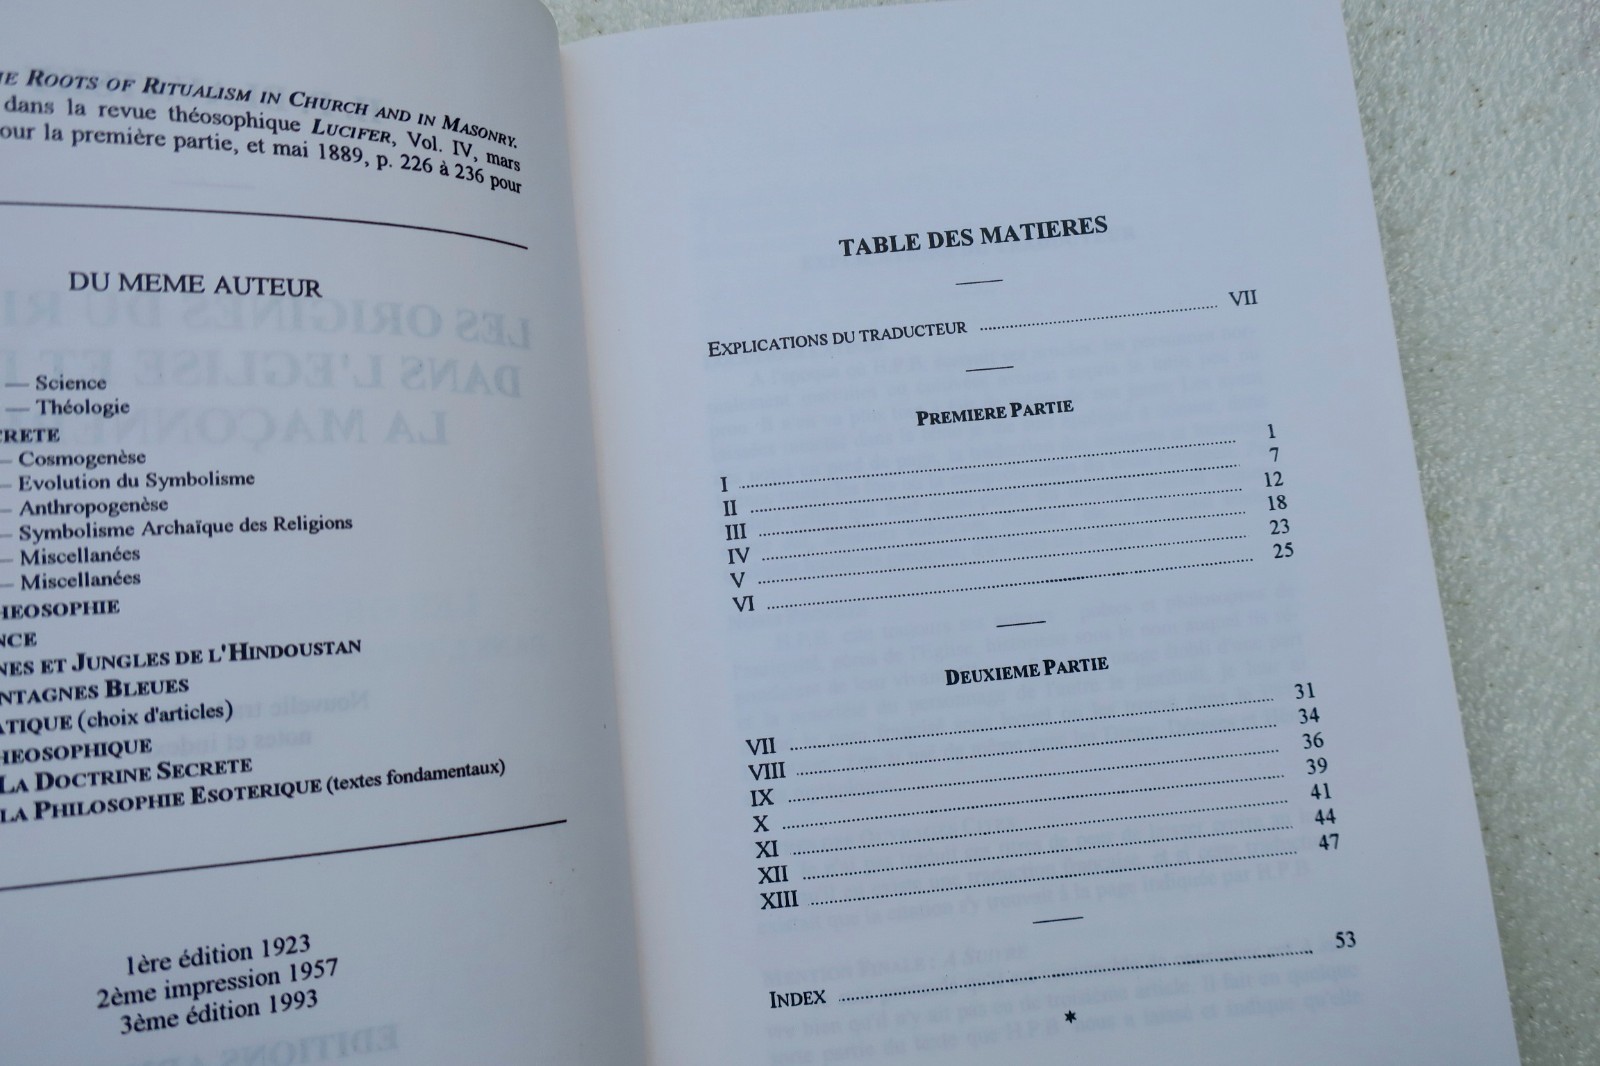 ROOTS OF RITUALISM IN CHURCH AND IN MASONRY.
dans la revue théosophique LUCIFER, Vol. IV, mars
our la première partie, et mai 1889, p. 226 à 236 pour
DU MEME AUTEUR
— Science
— Théologie
CRETE
— Cosmogenèse
— Evolution du Symbolisme
— Anthropogenèse
— Symbolisme Archaïque des Religions
— Miscellanées
— Miscellanées
HEOSOPHIE
NCE
NES ET JUNGLES DE L'HINDOUSTAN
NTAGNES BLEUES
ATIQUE (choix d'articles)
HEOSOPHIQUE
LA DOCTRINE SECRETE
LA PHILOSOPHIE ESOTERIQUE (textes fondamentaux)
1ère édition 1923
2ème impression 1957
3ème édition 1993
TABLE DES MATIERES
EXPLICATIONS DU TRADUCTEUR ........ VII
PREMIERE PARTIE
I ........ 1
II ........ 7
III ........ 12
IV ........ 18
V ........ 23
VI ........ 25
DEUXIEME PARTIE
VII ........ 31
VIII ........ 34
IX ........ 36
X ........ 39
XI ........ 41
XII ........ 44
XIII ........ 47
INDEX ........ 53
*